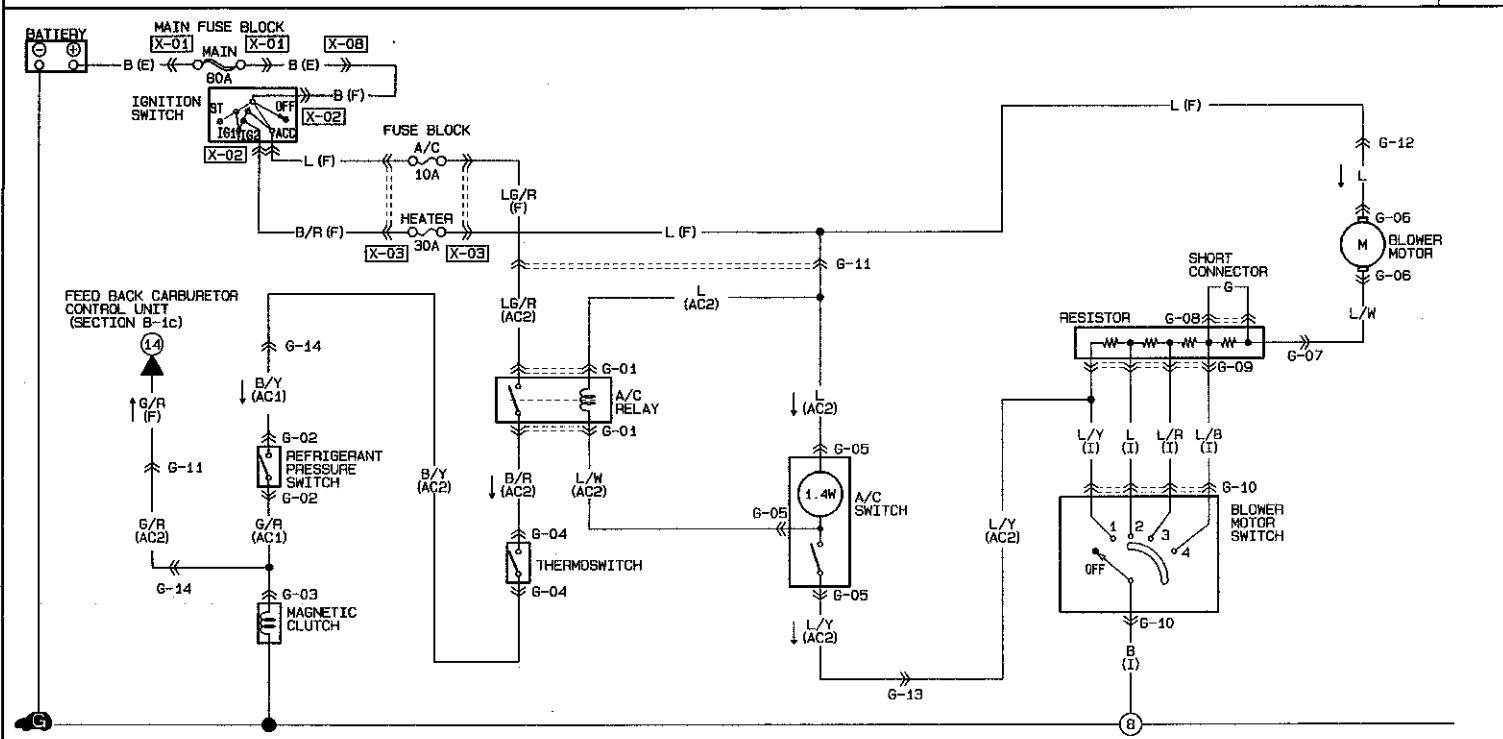 BATTERY
MAIN FUSE BLOCK
X-01
X-01
X-08
MAIN
B (E)
B (E)
80A
IGNITION
SWITCH
ST
OFF
IG1
IG2
ACC
B (F)
X-02
X-02
FUSE BLOCK
A/C
10A
L (F)
LG/R
(F)
HEATER
30A
B/R (F)
X-03
X-03
L (F)
L (F)
G-12
L
G-06
M
BLOWER
MOTOR
G-06
L/W
G-11
SHORT
CONNECTOR
G
RESISTOR
G-08
G-07
G-09
FEED BACK CARBURETOR
CONTROL UNIT
(SECTION B-1c)
14
G/R
(F)
G-11
G/R
(AC2)
G-14
G-14
B/Y
(AC1)
G-02
REFRIGERANT
PRESSURE
SWITCH
G-02
G/R
(AC1)
G-03
MAGNETIC
CLUTCH
B/Y
(AC2)
LG/R
(AC2)
L
(AC2)
G-01
A/C
RELAY
G-01
B/R
(AC2)
L/W
(AC2)
G-04
THERMOSWITCH
G-04
L
(AC2)
G-05
1.4W
A/C
SWITCH
G-05
G-05
L/Y
(AC2)
G-13
L/Y
(AC2)
L/Y
(I)
L
(I)
L/R
(I)
L/B
(I)
G-10
BLOWER
MOTOR
SWITCH
1
2
3
4
OFF
G-10
B
(I)
G
8